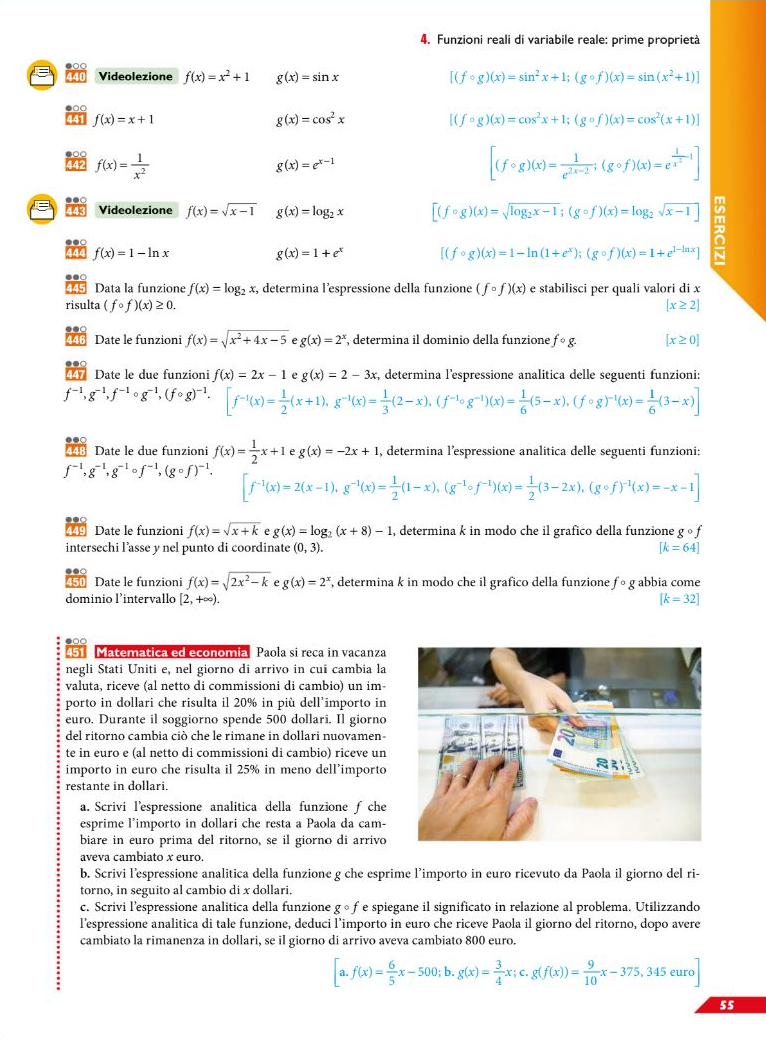 4. Funzioni reali di variabile reale: prime proprietà
440 Videolezione f(x) = x² + 1 g(x) = sin x [(f ∘ g)(x) = sin² x + 1; (g ∘ f)(x) = sin (x² + 1)]
441 f(x) = x + 1 g(x) = cos² x [(f ∘ g)(x) = cos² x + 1; (g ∘ f)(x) = cos² (x + 1)]
442 f(x) = 1/x² g(x) = e^(x−1) [(f ∘ g)(x) = 1/e^(2x−2); (g ∘ f)(x) = e^(1/x² −1)]
443 Videolezione f(x) = √(x − 1) g(x) = log₂ x [(f ∘ g)(x) = √(log₂ x − 1); (g ∘ f)(x) = log₂ √(x − 1)]
444 f(x) = 1 − ln x g(x) = 1 + eˣ [(f ∘ g)(x) = 1 − ln (1 + eˣ); (g ∘ f)(x) = 1 + e^(1−ln x)]
ESERCIZI
445 Data la funzione f(x) = log₂ x, determina l'espressione della funzione (f ∘ f)(x) e stabilisci per quali valori di x
risulta (f ∘ f)(x) ≥ 0. [x ≥ 2]
446 Date le funzioni f(x) = √(x² + 4x − 5) e g(x) = 2ˣ, determina il dominio della funzione f ∘ g. [x ≥ 0]
447 Date le due funzioni f(x) = 2x − 1 e g(x) = 2 − 3x, determina l'espressione analitica delle seguenti funzioni:
f⁻¹, g⁻¹, f⁻¹ ∘ g⁻¹, (f ∘ g)⁻¹. [f⁻¹(x) = 1/2 (x + 1), g⁻¹(x) = 1/3 (2 − x), (f⁻¹ ∘ g⁻¹)(x) = 1/6 (5 − x), (f ∘ g)⁻¹(x) = 1/6 (3 − x)]
448 Date le due funzioni f(x) = 1/2 x + 1 e g(x) = −2x + 1, determina l'espressione analitica delle seguenti funzioni:
f⁻¹, g⁻¹, g⁻¹ ∘ f⁻¹, (g ∘ f)⁻¹.
[f⁻¹(x) = 2(x − 1), g⁻¹(x) = 1/2 (1 − x), (g⁻¹ ∘ f⁻¹)(x) = 1/2 (3 − 2x), (g ∘ f)⁻¹(x) = −x − 1]
449 Date le funzioni f(x) = √(x + k) e g(x) = log₂ (x + 8) − 1, determina k in modo che il grafico della funzione g ∘ f
intersechi l'asse y nel punto di coordinate (0, 3). [k = 64]
450 Date le funzioni f(x) = √(2x² − k) e g(x) = 2ˣ, determina k in modo che il grafico della funzione f ∘ g abbia come
dominio l'intervallo [2, +∞). [k = 32]
451 Matematica ed economia Paola si reca in vacanza
negli Stati Uniti e, nel giorno di arrivo in cui cambia la
valuta, riceve (al netto di commissioni di cambio) un im-
porto in dollari che risulta il 20% in più dell'importo in
euro. Durante il soggiorno spende 500 dollari. Il giorno
del ritorno cambia ciò che le rimane in dollari nuovamen-
te in euro e (al netto di commissioni di cambio) riceve un
importo in euro che risulta il 25% in meno dell'importo
restante in dollari.
a. Scrivi l'espressione analitica della funzione f che
esprime l'importo in dollari che resta a Paola da cam-
biare in euro prima del ritorno, se il giorno di arrivo
aveva cambiato x euro.
b. Scrivi l'espressione analitica della funzione g che esprime l'importo in euro ricevuto da Paola il giorno del ri-
torno, in seguito al cambio di x dollari.
c. Scrivi l'espressione analitica della funzione g ∘ f e spiegane il significato in relazione al problema. Utilizzando
l'espressione analitica di tale funzione, deduci l'importo in euro che riceve Paola il giorno del ritorno, dopo avere
cambiato la rimanenza in dollari, se il giorno di arrivo aveva cambiato 800 euro.
[a. f(x) = 6/5 x − 500; b. g(x) = 3/4 x; c. g(f(x)) = 9/10 x − 375, 345 euro]
55